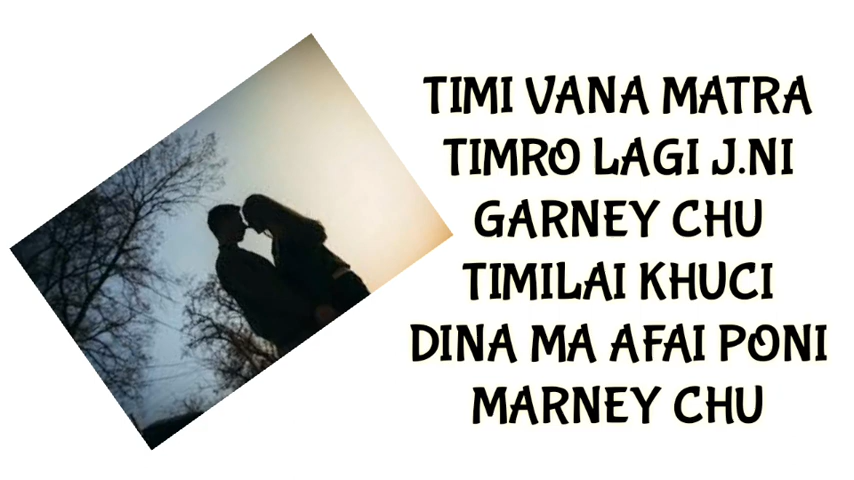 TIMI VANA MATRA
TIMRO LAGI J.NI
GARNEY CHU
TIMILAI KHUCI
DINA MA AFAI PONI
MARNEY CHU